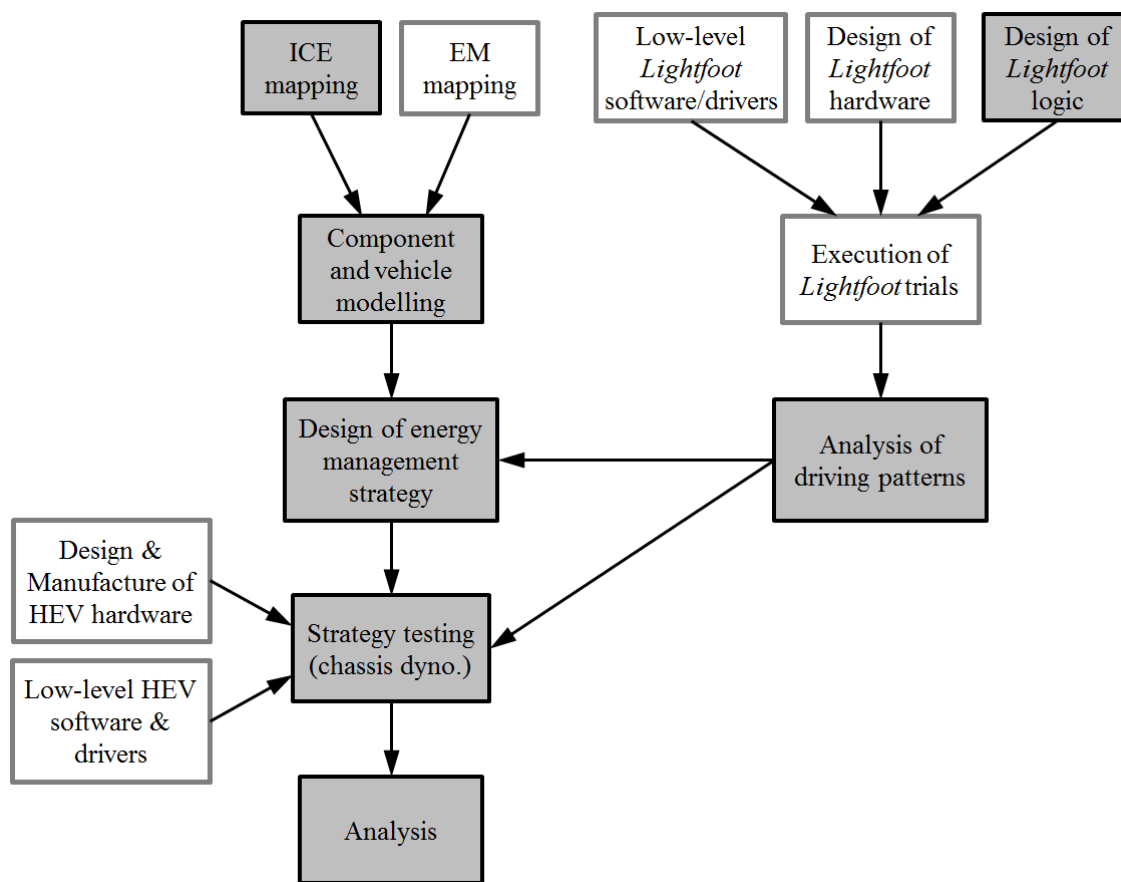 ICE
mapping
EM
mapping
Low-level
Lightfoot
software/drivers
Design of
Lightfoot
hardware
Design of
Lightfoot
logic
Component
and vehicle
modelling
Execution of
Lightfoot trials
Design of energy
management
strategy
Analysis of
driving patterns
Design &
Manufacture of
HEV hardware
Strategy testing
(chassis dyno.)
Low-level HEV
software &
drivers
Analysis